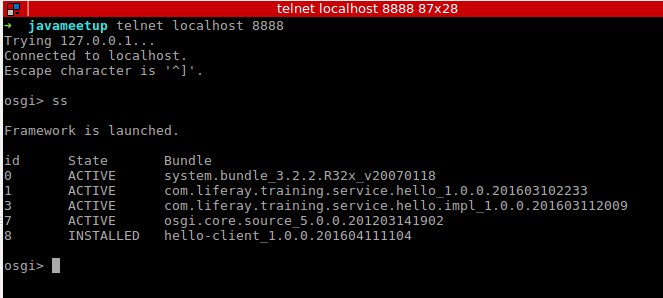 telnet localhost 8888 87x28
➜  javameetup telnet localhost 8888
Trying 127.0.0.1...
Connected to localhost.
Escape character is '^]'.
osgi> ss
Framework is launched.
id      State       Bundle
0       ACTIVE      system.bundle_3.2.2.R32x_v20070118
1       ACTIVE      com.liferay.training.service.hello_1.0.0.201603102233
3       ACTIVE      com.liferay.training.service.hello.impl_1.0.0.201603112009
7       ACTIVE      osgi.core.source_5.0.0.201203141902
8       INSTALLED   hello-client_1.0.0.201604111104
osgi>